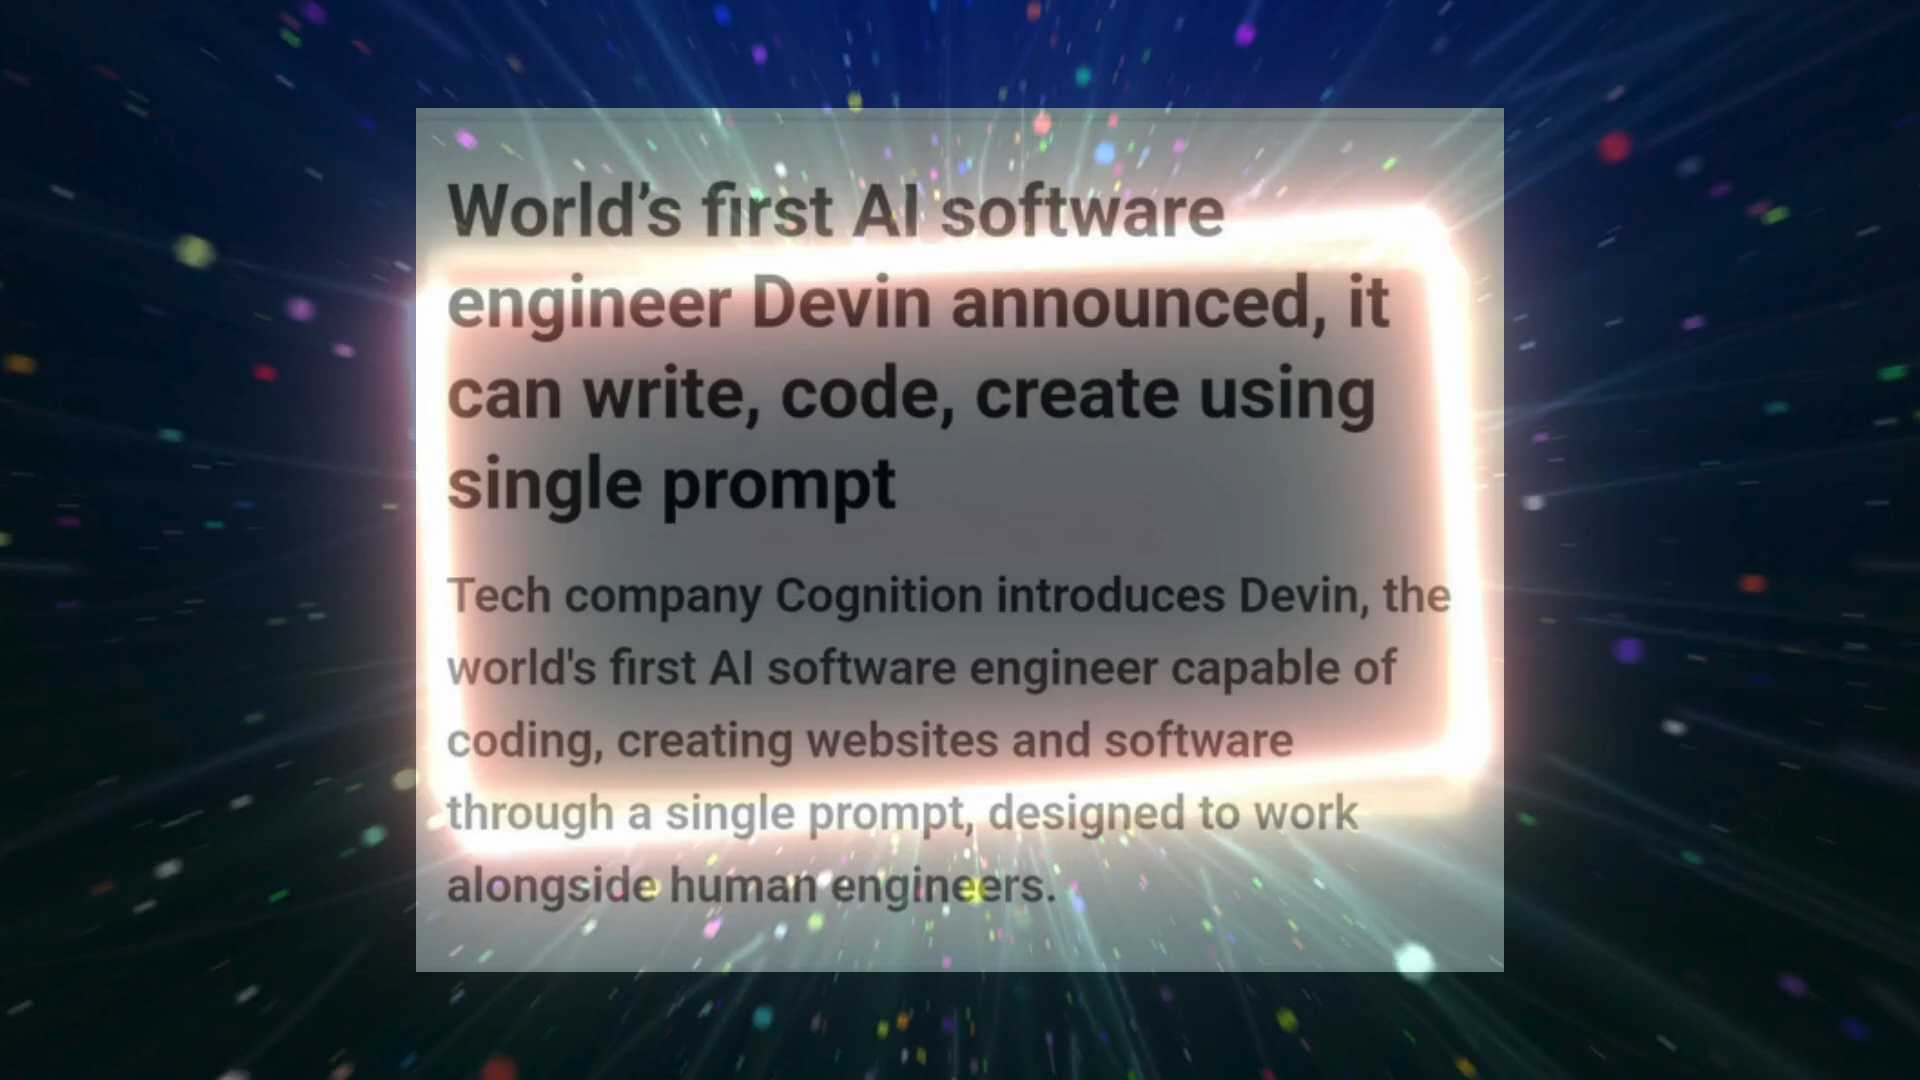 World’s first AI software
engineer Devin announced, it
can write, code, create using
single prompt
Tech company Cognition introduces Devin, the
world's first AI software engineer capable of
coding, creating websites and software
through a single prompt, designed to work
alongside human engineers.